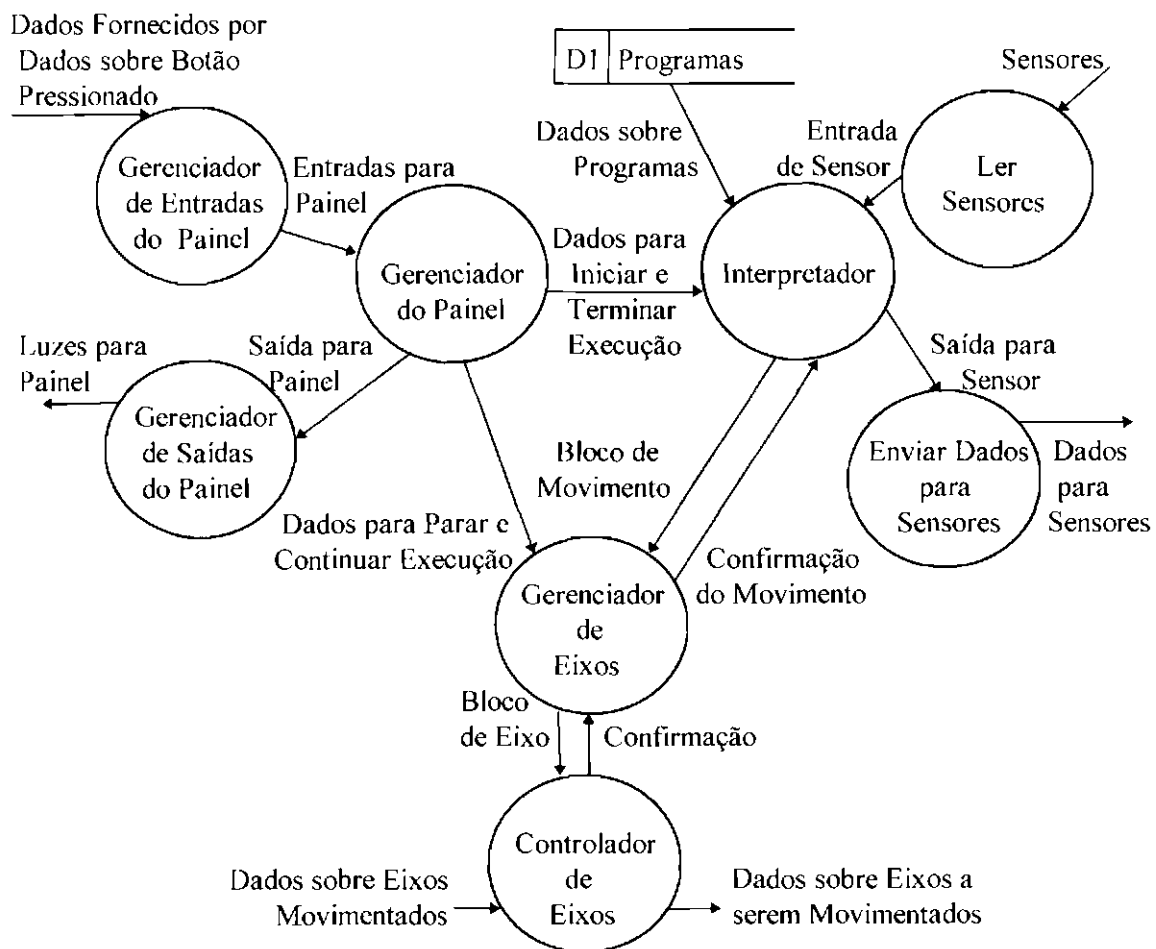 Dados Fornecidos por
Dados sobre Botão
Pressionado
D1 Programas
Sensores
Gerenciador
de Entradas
do Painel
Entradas para
Painel
Dados sobre
Programas
Entrada
de Sensor
Ler
Sensores
Gerenciador
do Painel
Dados para
Iniciar e
Terminar
Execução
Interpretador
Luzes para
Painel
Saída para
Painel
Gerenciador
de Saídas
do Painel
Saída para
Sensor
Enviar Dados
para
Sensores
Dados
para
Sensores
Bloco de
Movimento
Dados para Parar e
Continuar Execução
Confirmação
do Movimento
Gerenciador
de
Eixos
Bloco
de Eixo
Confirmação
Controlador
de
Eixos
Dados sobre Eixos
Movimentados
Dados sobre Eixos a
serem Movimentados